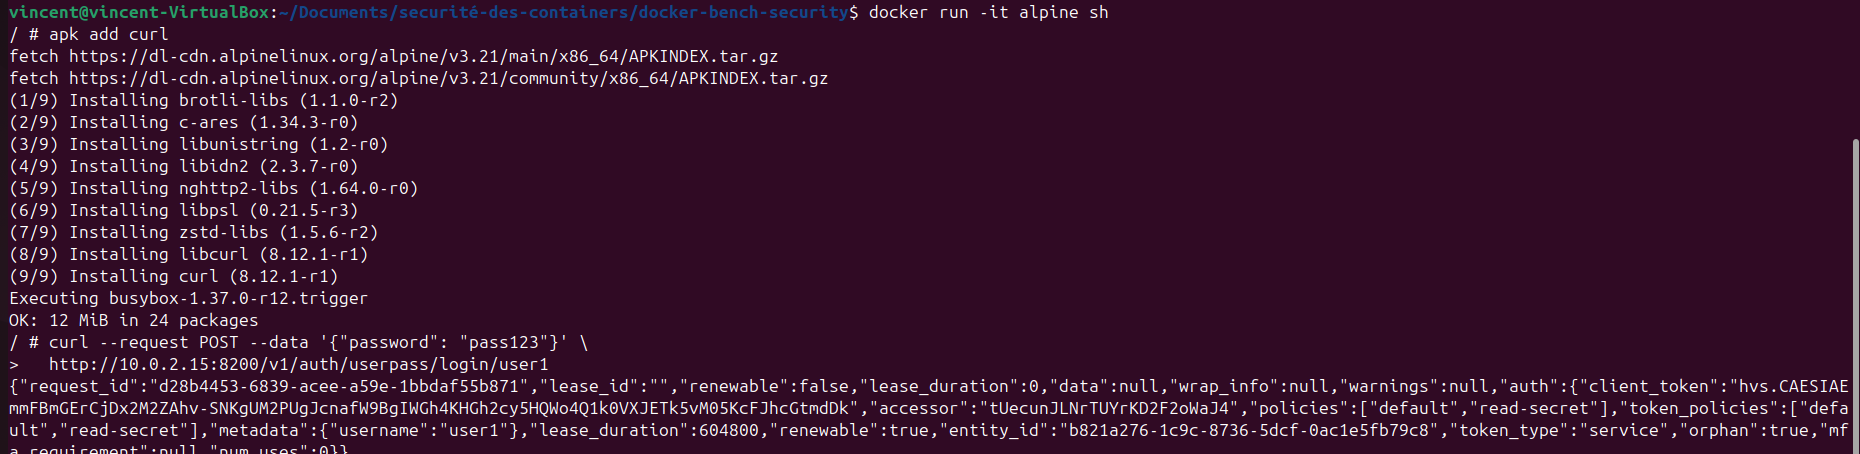 vincent@vincent-VirtualBox:~/Documents/securité-des-containers/docker-bench-security$ docker run -it alpine sh
/ # apk add curl
fetch https://dl-cdn.alpinelinux.org/alpine/v3.21/main/x86_64/APKINDEX.tar.gz
fetch https://dl-cdn.alpinelinux.org/alpine/v3.21/community/x86_64/APKINDEX.tar.gz
(1/9) Installing brotli-libs (1.1.0-r2)
(2/9) Installing c-ares (1.34.3-r0)
(3/9) Installing libunistring (1.2-r0)
(4/9) Installing libidn2 (2.3.7-r0)
(5/9) Installing nghttp2-libs (1.64.0-r0)
(6/9) Installing libpsl (0.21.5-r3)
(7/9) Installing zstd-libs (1.5.6-r2)
(8/9) Installing libcurl (8.12.1-r1)
(9/9) Installing curl (8.12.1-r1)
Executing busybox-1.37.0-r12.trigger
OK: 12 MiB in 24 packages
/ # curl --request POST --data '{"password": "pass123"}' \
>   http://10.0.2.15:8200/v1/auth/userpass/login/user1
{"request_id":"d28b4453-6839-acee-a59e-1bbdaf55b871","lease_id":"","renewable":false,"lease_duration":0,"data":null,"wrap_info":null,"warnings":null,"auth":{"client_token":"hvs.CAESIAE
mmFBmGErCjDx2M2ZAhv-SNKgUM2PUgJcnafW9BgIWGh4KHGh2cy5HQWo4Q1k0VXJETk5vM05KcFJhcGtmdDk","accessor":"tUecunJLNrTUYrKD2F2oWaJ4","policies":["default","read-secret"],"token_policies":["defa
ult","read-secret"],"metadata":{"username":"user1"},"lease_duration":604800,"renewable":true,"entity_id":"b821a276-1c9c-8736-5dcf-0ac1e5fb79c8","token_type":"service","orphan":true,"mf
a_requirement":null,"num_uses":0}}